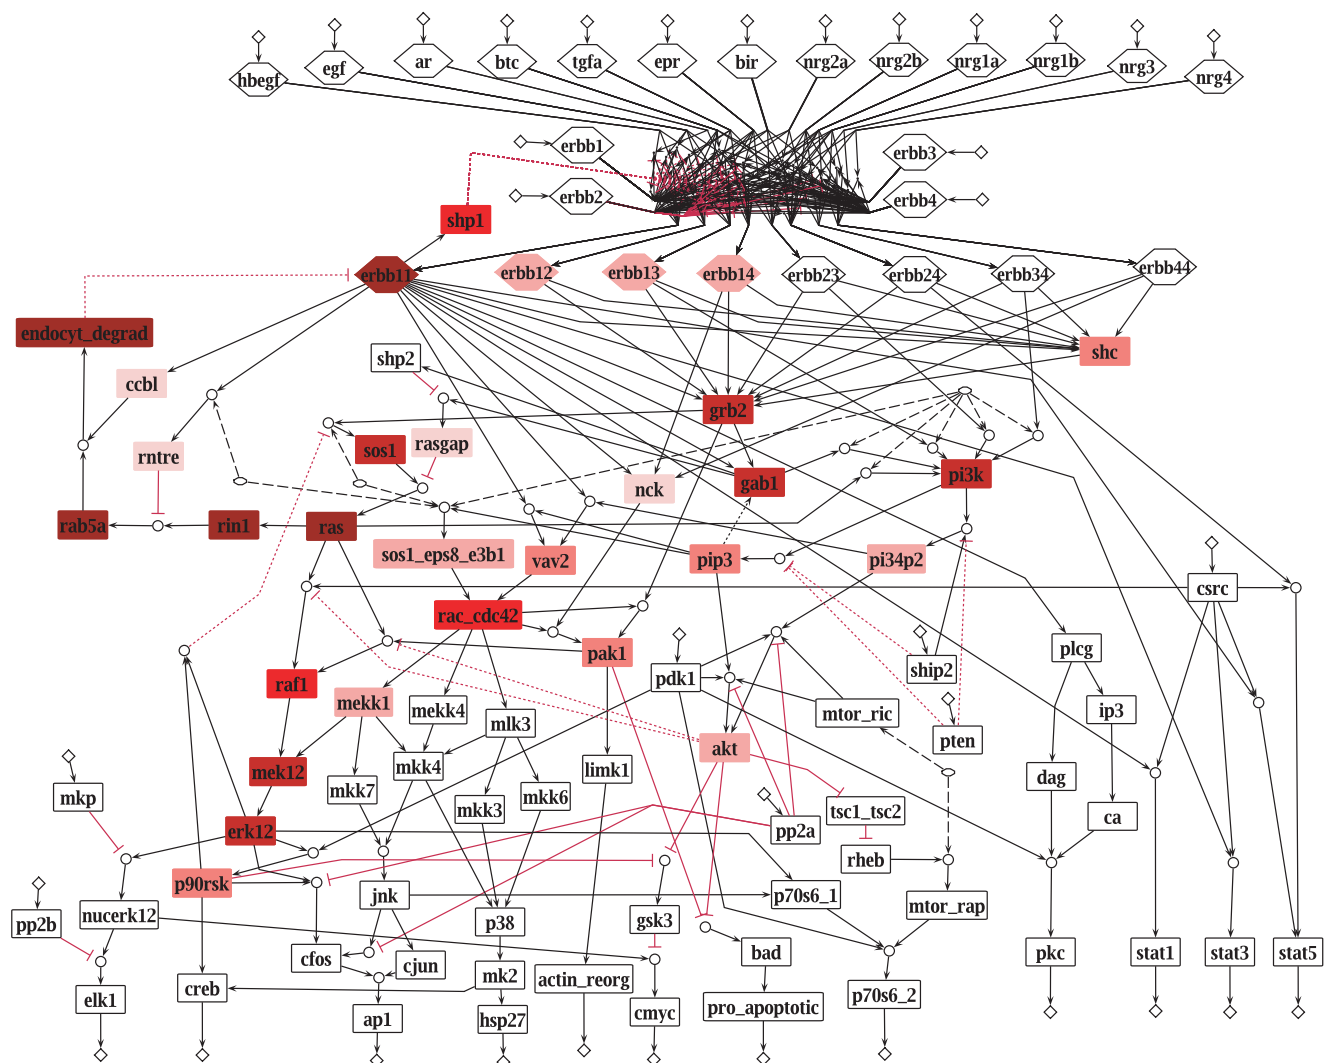 hbegf
egf
ar
btc
tgfa
epr
bir
nrg2a
nrg2b
nrg1a
nrg1b
nrg3
nrg4
erbb1
erbb3
erbb2
erbb4
shp1
erbb11
erbb12
erbb13
erbb14
erbb23
erbb24
erbb34
erbb44
endocyt_degrad
shp2
shc
ccbl
grb2
rntre
sos1
rasgap
nck
gab1
pi3k
rab5a
rin1
ras
sos1_eps8_e3b1
vav2
pip3
pi34p2
csrc
rac_cdc42
pak1
plcg
raf1
mekk1
mekk4
mlk3
pdk1
ship2
mtor_ric
ip3
pten
akt
mek12
mkk7
mkk4
mkk3
mkk6
limk1
dag
mkp
tsc1_tsc2
ca
erk12
pp2a
rheb
p90rsk
jnk
p70s6_1
mtor_rap
pp2b
nucerk12
p38
gsk3
cfos
cjun
bad
pkc
stat1
stat3
stat5
elk1
creb
mk2
actin_reorg
p70s6_2
ap1
hsp27
cmyc
pro_apoptotic